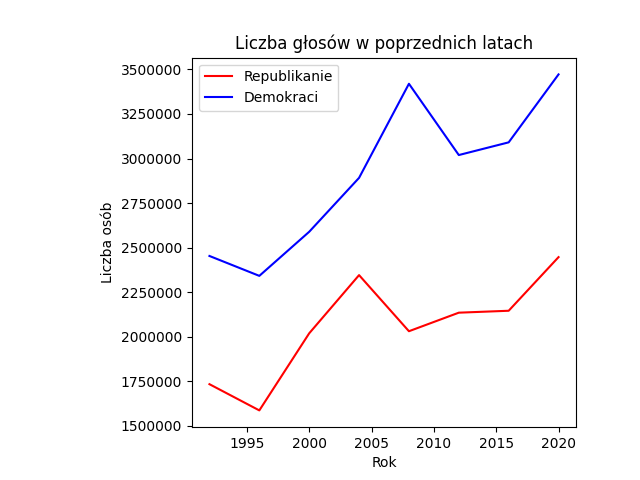 Liczba głosów w poprzednich latach
Republikanie
Demokraci
3500000
3250000
3000000
2750000
2500000
2250000
2000000
1750000
1500000
Liczba osób
1995 2000 2005 2010 2015 2020
Rok